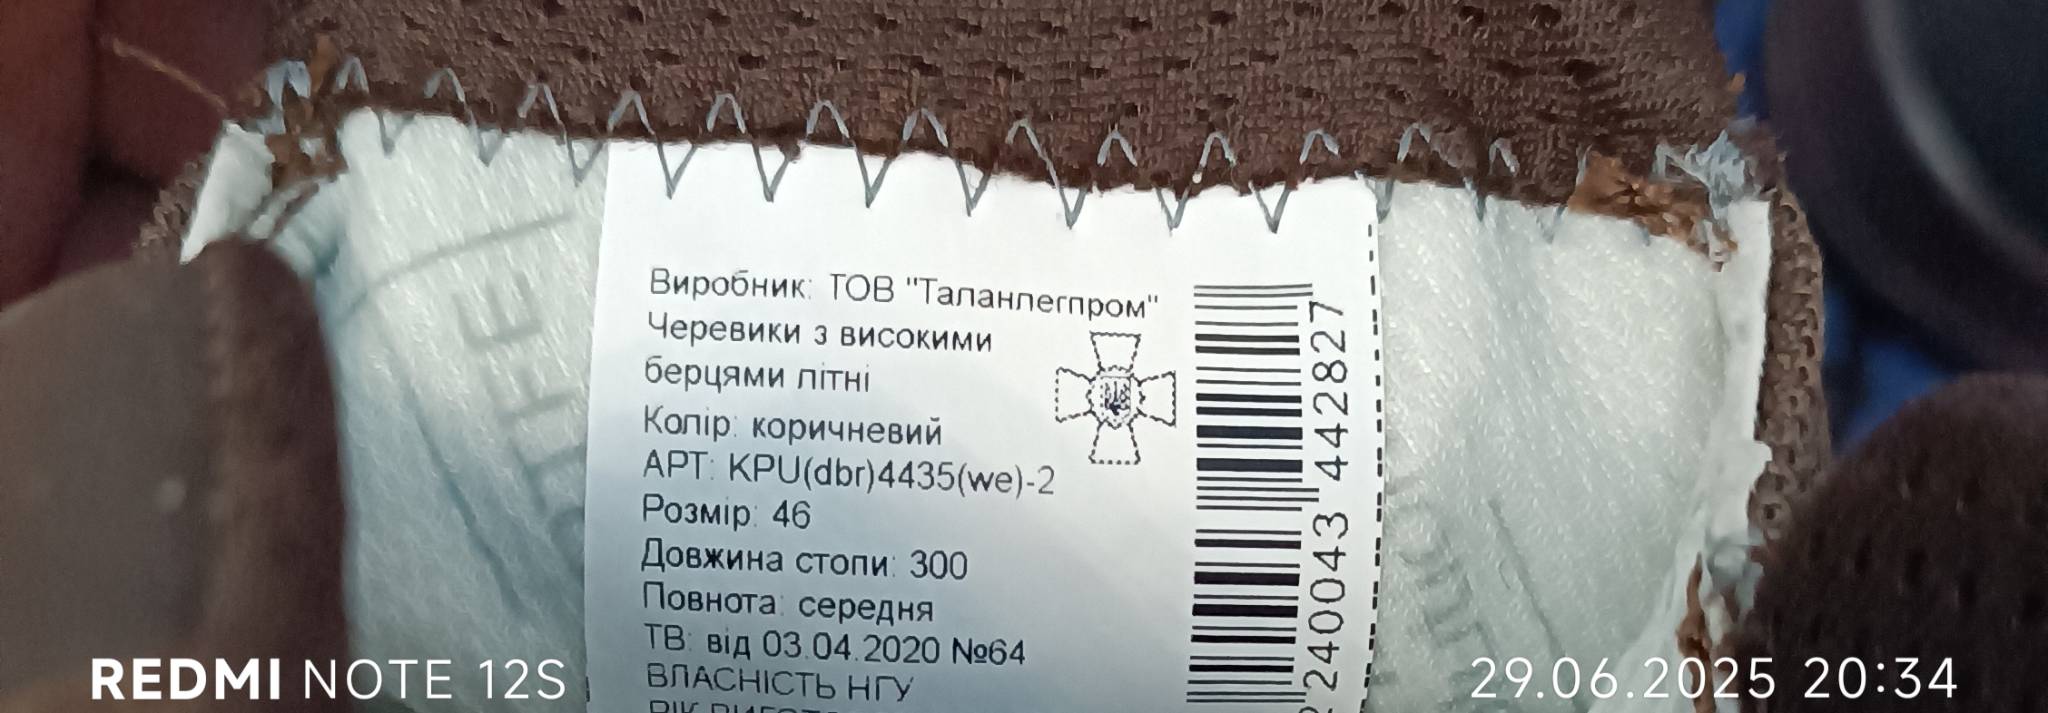 Виробник: ТОВ "Таланлегпром"
Черевики з високими
берцями літні
Колір: коричневий
АРТ: KPU(dbr)4435(we)-2
Розмір: 46
Довжина стопи: 300
Повнота: середня
ТВ: від 03.04.2020 №64
ВЛАСНІСТЬ НГУ
240043 442827
REDMI NOTE 12S
29.06.2025 20:34